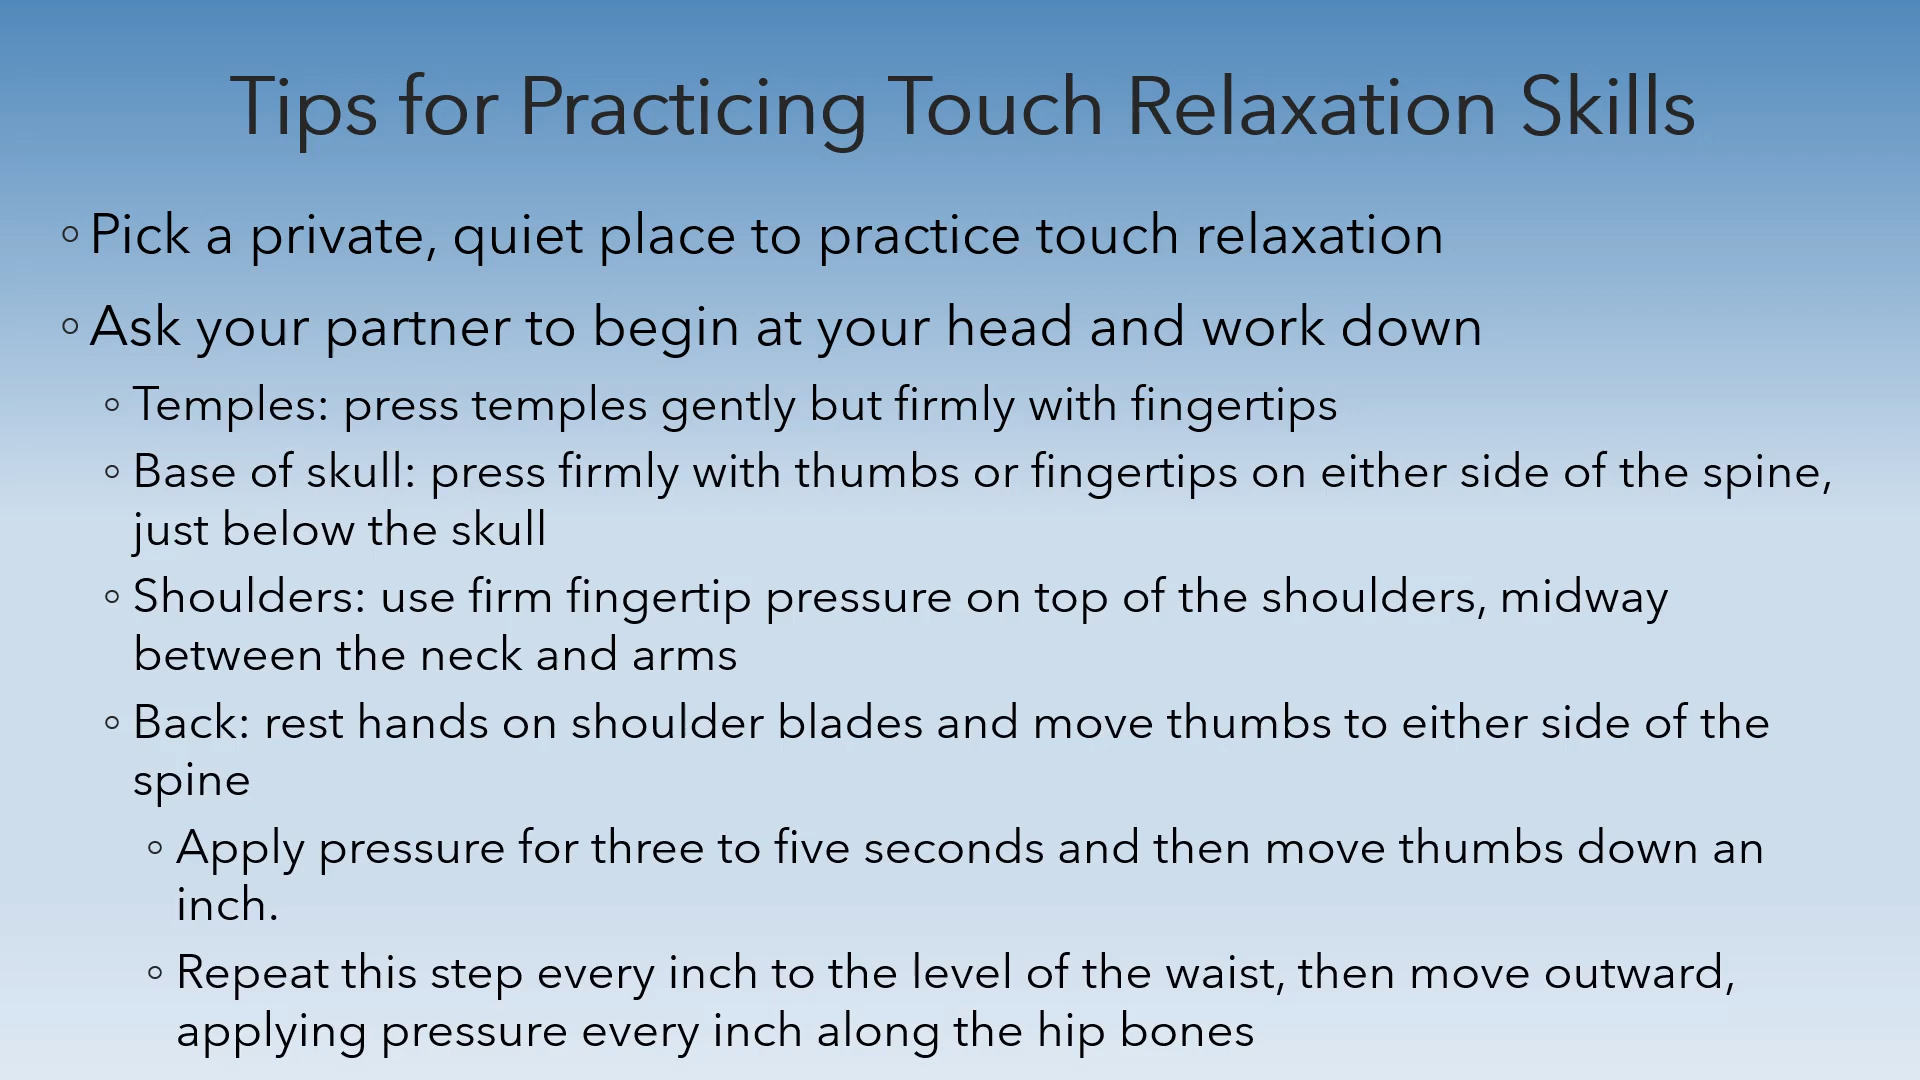 Tips for Practicing Touch Relaxation Skills
◦ Pick a private, quiet place to practice touch relaxation
◦ Ask your partner to begin at your head and work down
◦ Temples: press temples gently but firmly with fingertips
◦ Base of skull: press firmly with thumbs or fingertips on either side of the spine,
just below the skull
◦ Shoulders: use firm fingertip pressure on top of the shoulders, midway
between the neck and arms
◦ Back: rest hands on shoulder blades and move thumbs to either side of the
spine
◦ Apply pressure for three to five seconds and then move thumbs down an
inch.
◦ Repeat this step every inch to the level of the waist, then move outward,
applying pressure every inch along the hip bones